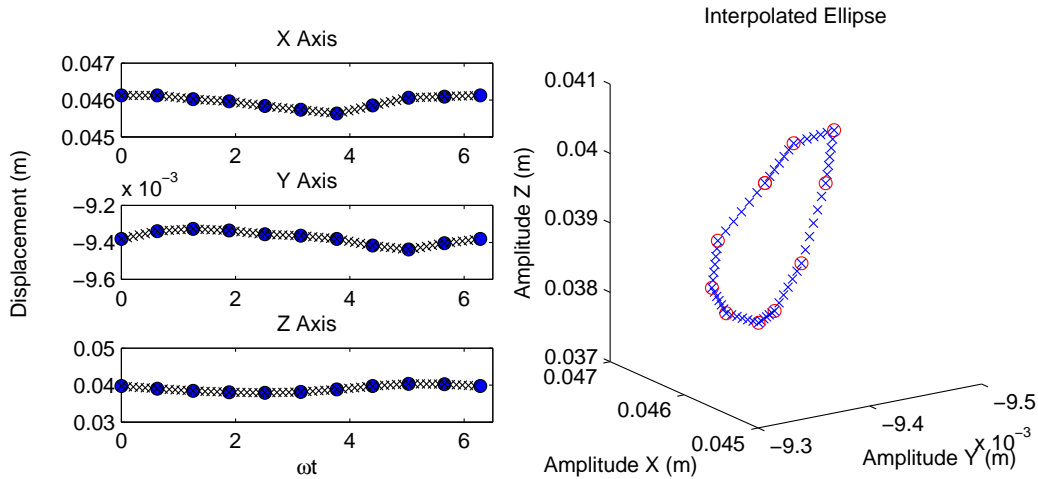 X Axis
0.047
0.046
0.045
0 2 4 6
x 10⁻³
Y Axis
−9.2
−9.4
−9.6
0 2 4 6
Displacement (m)
Z Axis
0.05
0.04
0.03
0 2 4 6
ωt
Interpolated Ellipse
0.041
0.04
0.039
0.038
0.037
Amplitude Z (m)
0.047
0.046
0.045
Amplitude X (m)
−9.3
−9.4
−9.5
x 10⁻³
Amplitude Y (m)